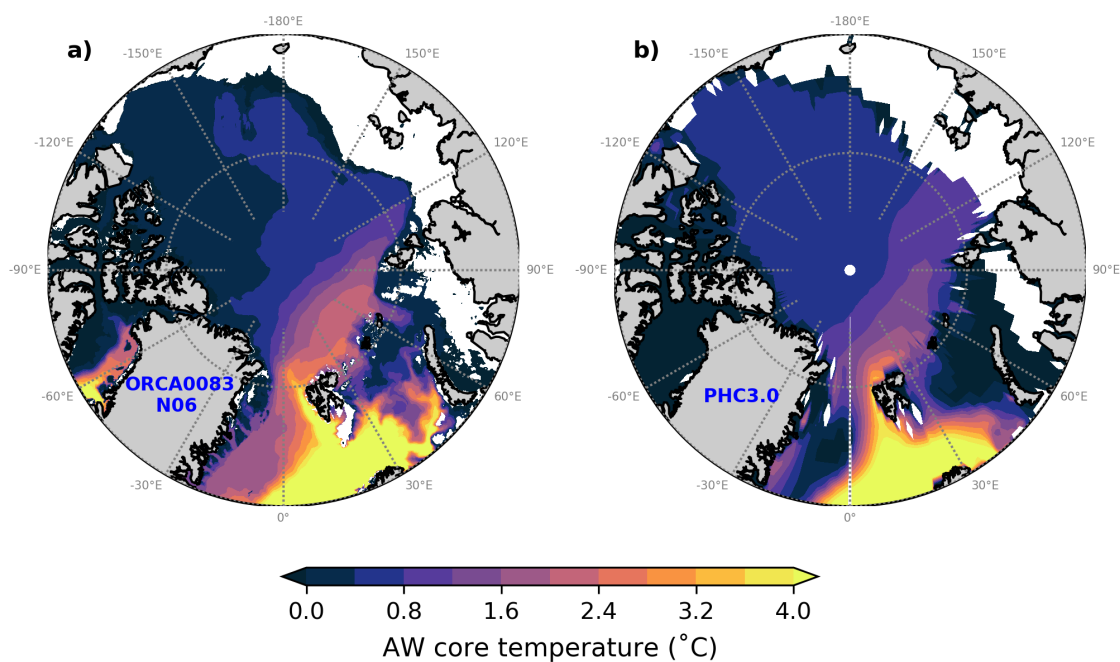 a)
-180°E
-150°E
150°E
-120°E
120°E
-90°E
90°E
-60°E
60°E
-30°E
30°E
0°
ORCA0083
N06
b)
-180°E
-150°E
150°E
-120°E
120°E
-90°E
90°E
-60°E
60°E
-30°E
30°E
0°
PHC3.0
0.0 0.8 1.6 2.4 3.2 4.0
AW core temperature (˚C)